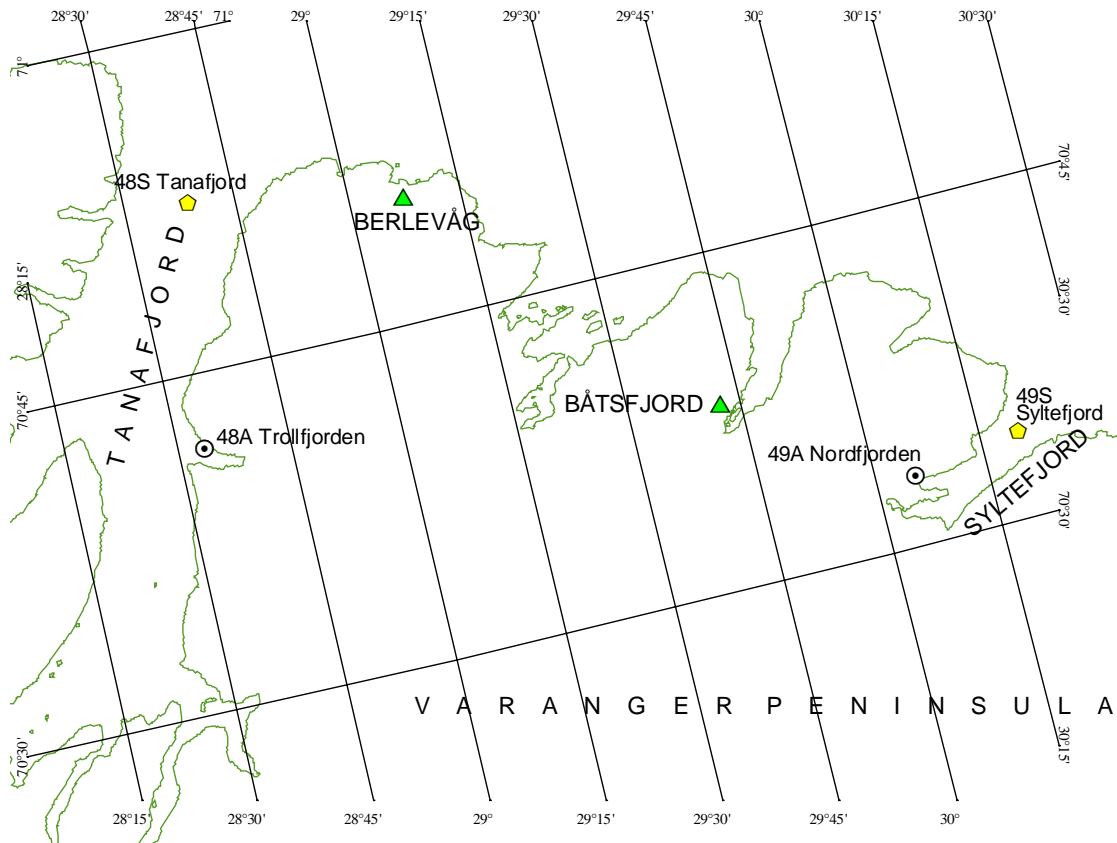 28°30'
28°45'
71°
29°
29°15'
29°30'
29°45'
30°
30°15'
30°30'
71°
70°45'
48S Tanafjord
BERLEVÅG
TANAFJORD
28°15'
30°30'
70°45'
BÅTSFJORD
49S
Syltefjord
48A Trollfjorden
49A Nordfjorden
SYLTEFJORD
70°30'
VARANGERPENINSULA
30°15'
70°30'
28°15'
28°30'
28°45'
29°
29°15'
29°30'
29°45'
30°